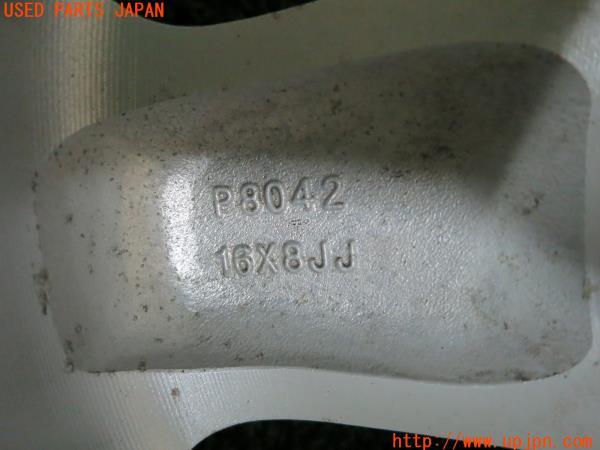 USED PARTS JAPAN
P8042
16X8JJ
http://www.upjpn.com